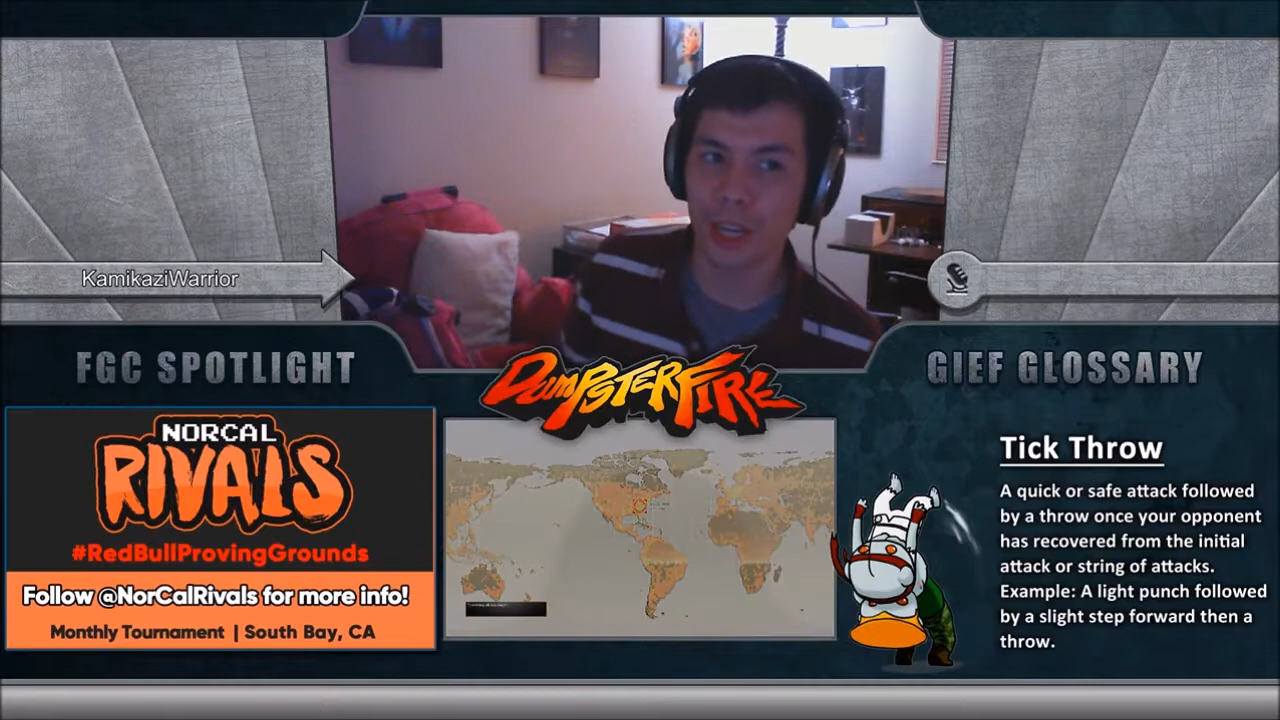 KamikaziWarrior
FGC SPOTLIGHT
GIEF GLOSSARY
DUMPSTER FIRE
NORCAL
RIVALS
#RedBullProvingGrounds
Follow @NorCalRivals for more info!
Monthly Tournament | South Bay, CA
Tick Throw
A quick or safe attack followed
by a throw once your opponent
has recovered from the initial
attack or string of attacks.
Example: A light punch followed
by a slight step forward then a
throw.